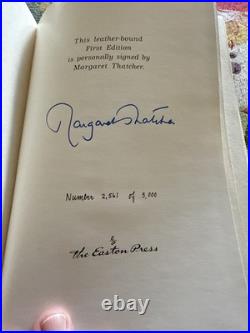 This leather-bound
First Edition
is personally signed by
Margaret Thatcher.
Margaret Thatcher
Number 2,561 of 3,000
the Easton Press